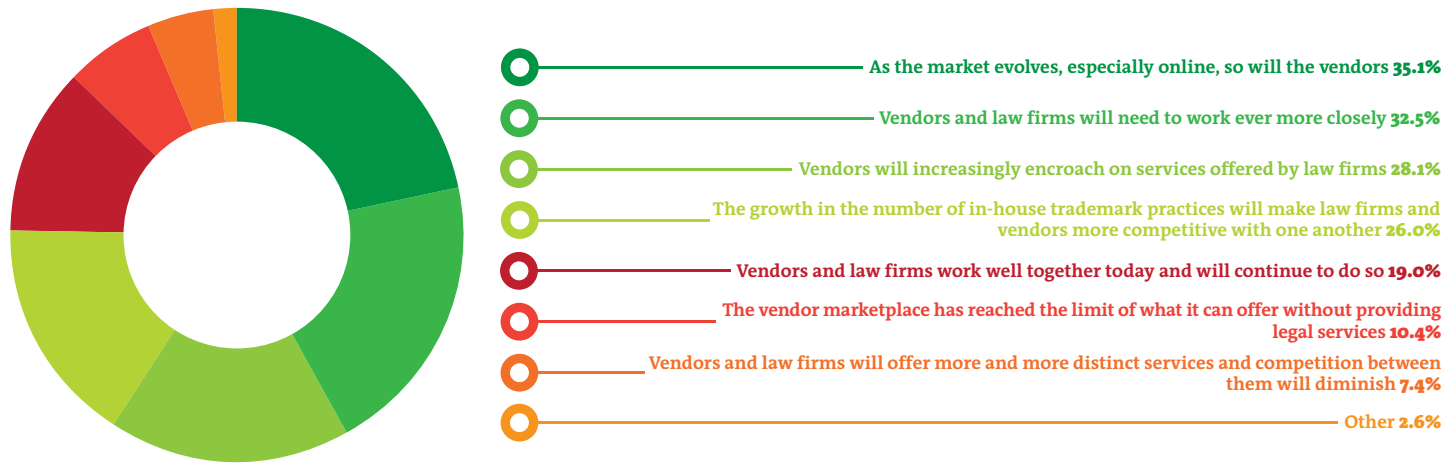 As the market evolves, especially online, so will the vendors 35.1%
Vendors and law firms will need to work ever more closely 32.5%
Vendors will increasingly encroach on services offered by law firms 28.1%
The growth in the number of in-house trademark practices will make law firms and
vendors more competitive with one another 26.0%
Vendors and law firms work well together today and will continue to do so 19.0%
The vendor marketplace has reached the limit of what it can offer without providing
legal services 10.4%
Vendors and law firms will offer more and more distinct services and competition between
them will diminish 7.4%
Other 2.6%